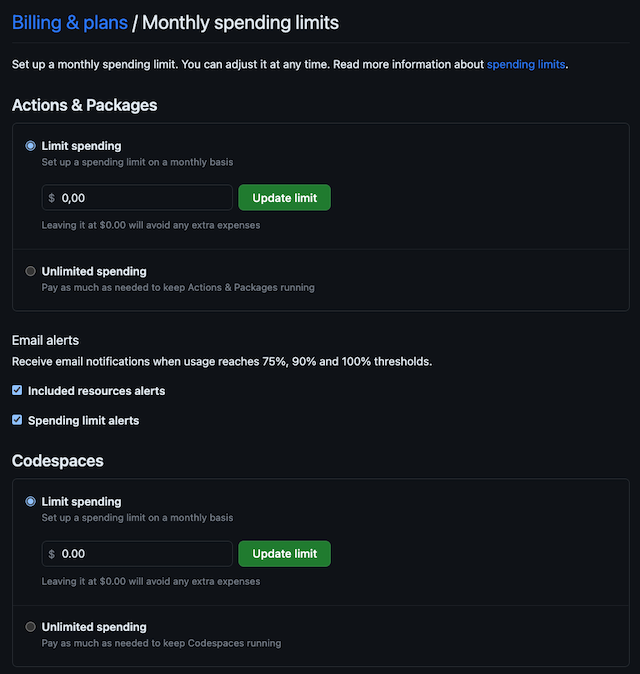 Billing & plans / Monthly spending limits
Set up a monthly spending limit. You can adjust it at any time. Read more information about spending limits.
Actions & Packages
Limit spending
Set up a spending limit on a monthly basis
$ 0,00
Update limit
Leaving it at $0.00 will avoid any extra expenses
Unlimited spending
Pay as much as needed to keep Actions & Packages running
Email alerts
Receive email notifications when usage reaches 75%, 90% and 100% thresholds.
Included resources alerts
Spending limit alerts
Codespaces
Limit spending
Set up a spending limit on a monthly basis
$ 0.00
Update limit
Leaving it at $0.00 will avoid any extra expenses
Unlimited spending
Pay as much as needed to keep Codespaces running